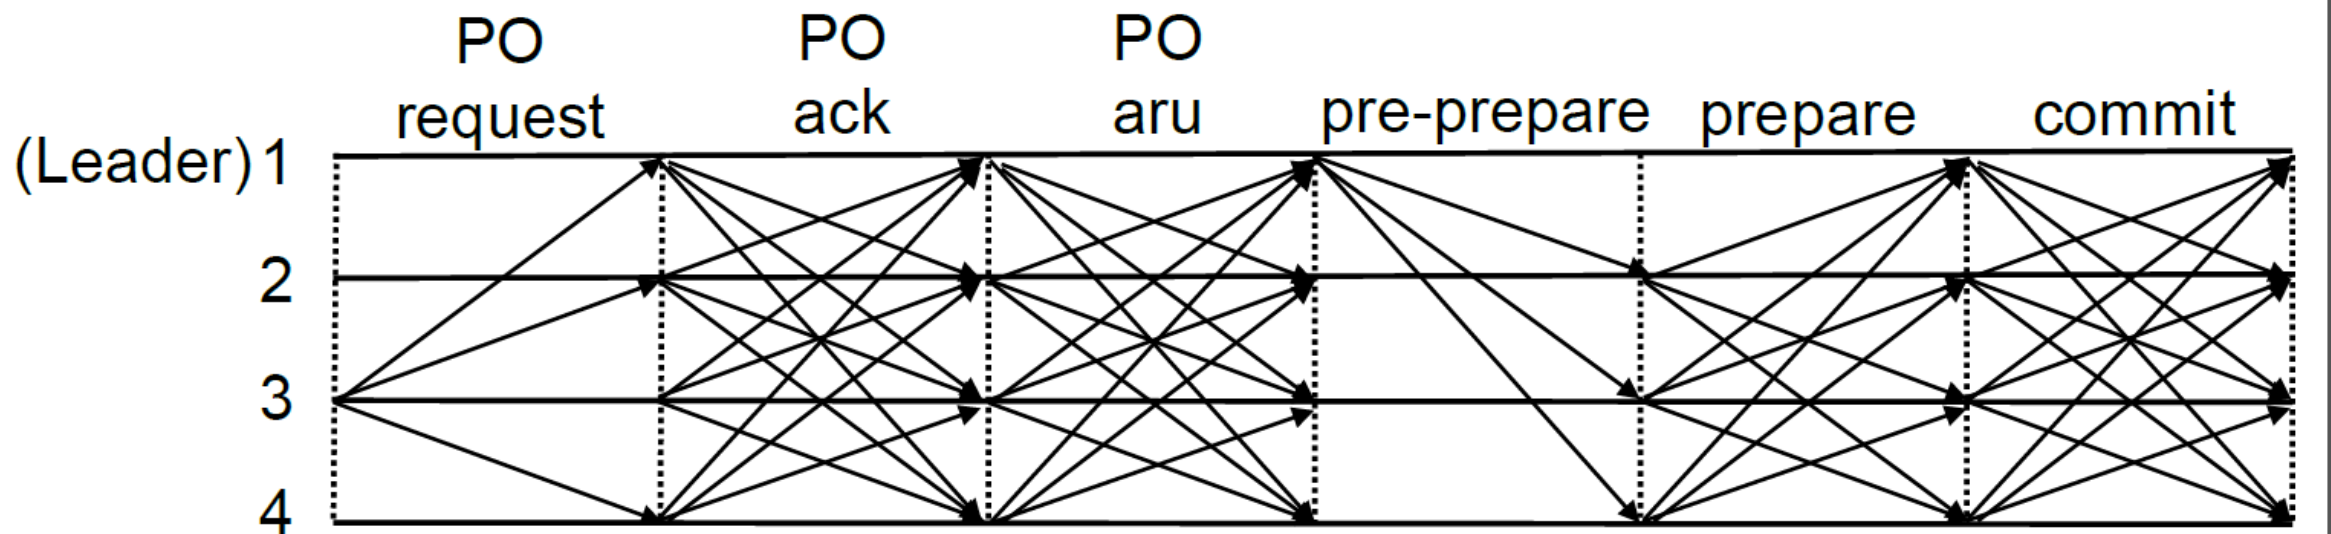 PO
request
PO
ack
PO
aru
pre-prepare
prepare
commit
(Leader) 1
2
3
4